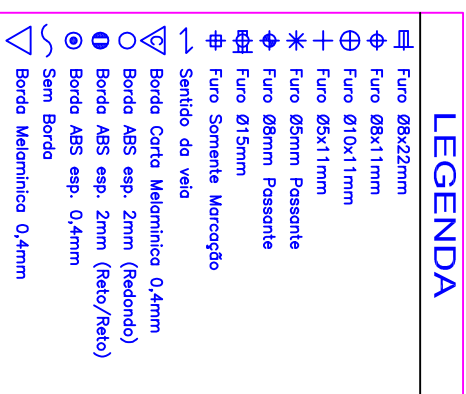 LEGENDA
Furo Ø8x22mm
Furo Ø8x11mm
Furo Ø10x11mm
Furo Ø5x11mm
Furo Ø5mm Passante
Furo Ø8mm Passante
Furo Ø15mm
Furo Somente Marcação
Sentido da veia
C Borda Carta Melaminica 0,4mm
Borda ABS esp. 2mm (Redondo)
Borda ABS esp. 2mm (Reto/Reto)
Borda ABS esp. 0,4mm
Sem Borda
Borda Melaminica 0,4mm